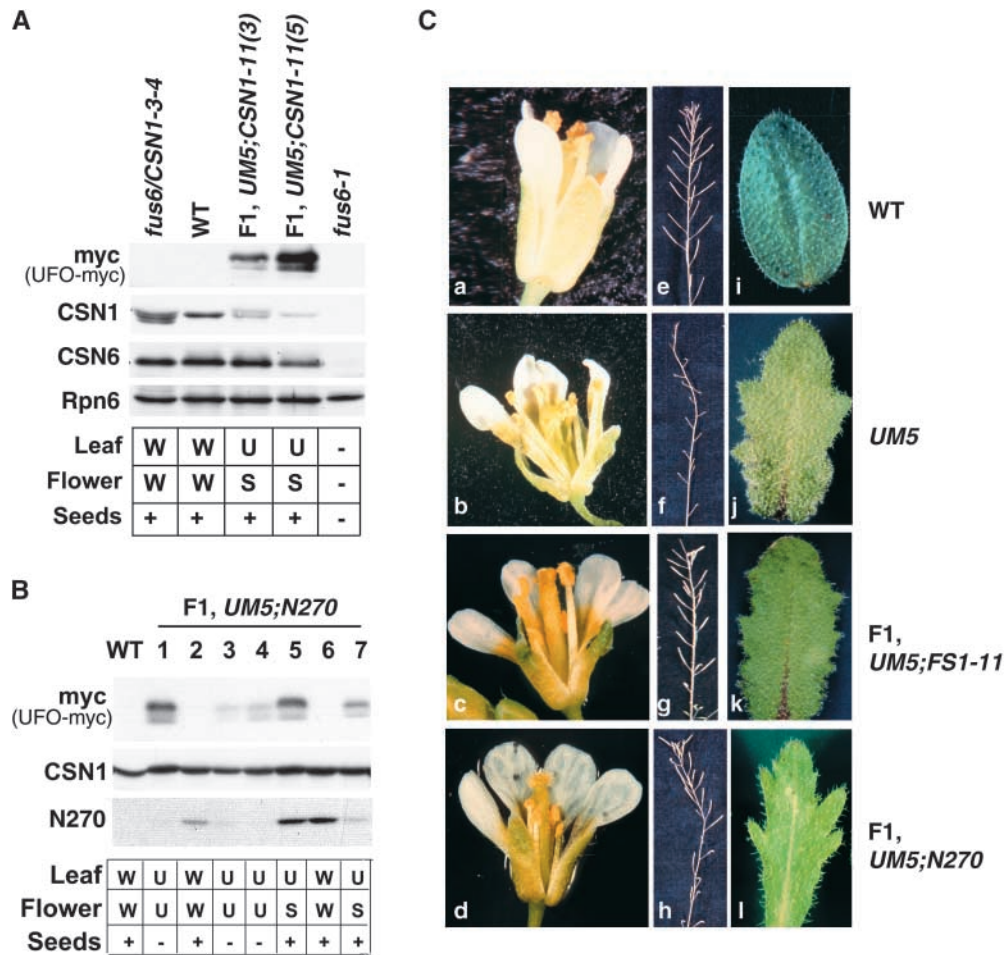 A
fus6/CSN1-3-4
WT
F1, UM5;CSN1-11(3)
F1, UM5;CSN1-11(5)
fus6-1
myc
(UFO-myc)
CSN1
CSN6
Rpn6
Leaf W W U U -
Flower W W S S -
Seeds + + + + -
B
F1, UM5;N270
WT 1 2 3 4 5 6 7
myc
(UFO-myc)
CSN1
N270
Leaf W U W U U U W U
Flower W U W U U S W S
Seeds + - + - - + + +
C
a e i WT
b f j UM5
c g k F1,
UM5;FS1-11
d h l F1,
UM5;N270